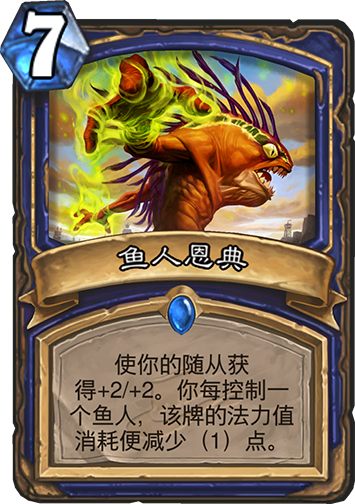 7
鱼人恩典
使你的随从获
得+2/+2。你每控制一
个鱼人，该牌的法力值
消耗便减少（1）点。